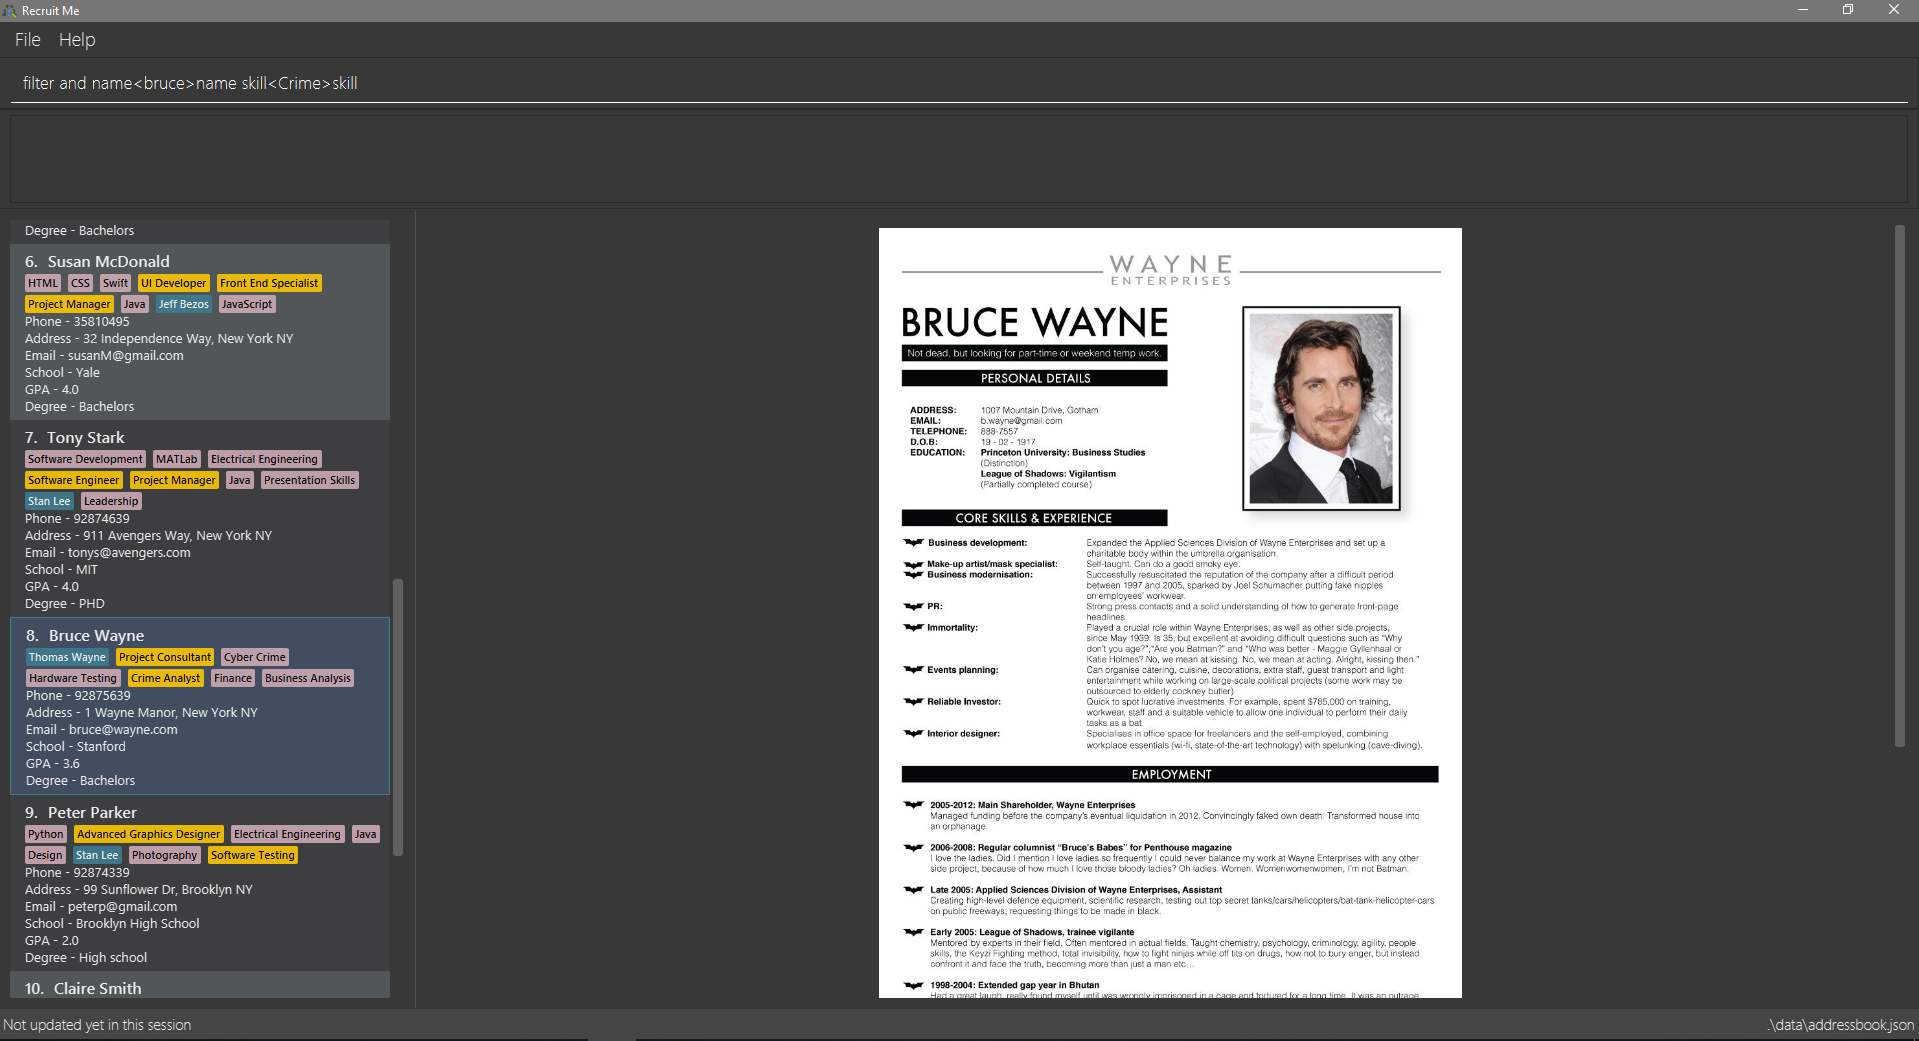 Recruit Me
File Help
filter and name<bruce>name skill<Crime>skill
Degree - Bachelors
6. Susan McDonald
HTML CSS Swift UI Developer Front End Specialist
Project Manager Java Jeff Bezos JavaScript
Phone - 35810495
Address - 32 Independence Way, New York NY
Email - susanM@gmail.com
School - Yale
GPA - 4.0
Degree - Bachelors
7. Tony Stark
Software Development MATLab Electrical Engineering
Software Engineer Project Manager Java Presentation Skills
Stan Lee Leadership
Phone - 92874639
Address - 911 Avengers Way, New York NY
Email - tonys@avengers.com
School - MIT
GPA - 4.0
Degree - PHD
8. Bruce Wayne
Thomas Wayne Project Consultant Cyber Crime
Hardware Testing Crime Analyst Finance Business Analysis
Phone - 92875639
Address - 1 Wayne Manor, New York NY
Email - bruce@wayne.com
School - Stanford
GPA - 3.6
Degree - Bachelors
9. Peter Parker
Python Advanced Graphics Designer Electrical Engineering Java
Design Stan Lee Photography Software Testing
Phone - 92874339
Address - 99 Sunflower Dr, Brooklyn NY
Email - peterp@gmail.com
School - Brooklyn High School
GPA - 2.0
Degree - High school
10. Claire Smith
WAYNE
ENTERPRISES
BRUCE WAYNE
Not dead, but looking for part-time or weekend temp work.
PERSONAL DETAILS
ADDRESS: 1007 Mountain Drive, Gotham
EMAIL: b.wayne@gmail.com
TELEPHONE: 888-7557
D.O.B: 19 - 02 - 1917
EDUCATION: Princeton University: Business Studies
(Distinction)
League of Shadows: Vigilantism
(Partially completed course)
CORE SKILLS & EXPERIENCE
Business development: Expanded the Applied Sciences Division of Wayne Enterprises and set up a
charitable body within the umbrella organisation.
Make-up artist/mask specialist: Self-taught. Can do a good smoky eye.
Business modernisation: Successfully resuscitated the reputation of the company after a difficult period
between 1997 and 2005, sparked by Joel Schumacher putting fake nipples
on employees' workwear.
PR: Strong press contacts and a solid understanding of how to generate front-page
headlines.
Immortality: Played a crucial role within Wayne Enterprises, as well as other side projects,
since May 1939. Is 35, but excellent at avoiding difficult questions such as "Why
don't you age?","Are you Batman?" and "Who was better - Maggie Gyllenhaal or
Katie Holmes? No, we mean at kissing. No, we mean at acting. Alright, kissing then."
Events planning: Can organise catering, cuisine, decorations, extra staff, guest transport and light
entertainment while working on large-scale political projects (some work may be
outsourced to elderly cockney butler).
Reliable Investor: Quick to spot lucrative investments. For example, spent $785,000 on training,
workwear, staff and a suitable vehicle to allow one individual to perform their daily
tasks as a bat.
Interior designer: Specialises in office space for freelancers and the self-employed, combining
workplace essentials (wi-fi, state-of-the-art technology) with spelunking (cave-diving).
EMPLOYMENT
2005-2012: Main Shareholder, Wayne Enterprises
Managed funding before the company's eventual liquidation in 2012. Convincingly faked own death. Transformed house into
an orphanage.
2006-2008: Regular columnist "Bruce's Babes" for Penthouse magazine
I love the ladies. Did I mention I love ladies so frequently I could never balance my work at Wayne Enterprises with any other
side project, because of how much I love those bloody ladies? Oh ladies. Women. Womenwomenwomen, I'm not Batman.
Late 2005: Applied Sciences Division of Wayne Enterprises, Assistant
Creating high-level defence equipment, scientific research, testing out top secret tanks/cars/helicopters/bat-tank-helicopter-cars
on public freeways, requesting things to be made in black.
Early 2005: League of Shadows, trainee vigilante
Mentored by experts in their field. Often mentored in actual fields. Taught chemistry, psychology, criminology, agility, people
skills, the Keyzi Fighting method, total invisibility, how to fight ninjas while off tits on drugs, how not to bury anger, but instead
confront it and face the truth, becoming more than just a man etc...
1998-2004: Extended gap year in Bhutan
Had a great laugh, really found myself until was wrongly imprisoned in a cage and tortured for a long time. It was an outrage
Not updated yet in this session
.\data\addressbook.json